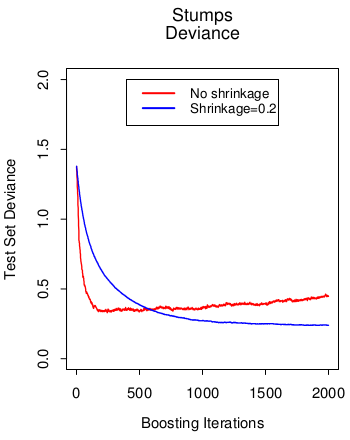 Stumps
Deviance
No shrinkage
Shrinkage=0.2
Test Set Deviance
2.0
1.5
1.0
0.5
0.0
0 500 1000 1500 2000
Boosting Iterations